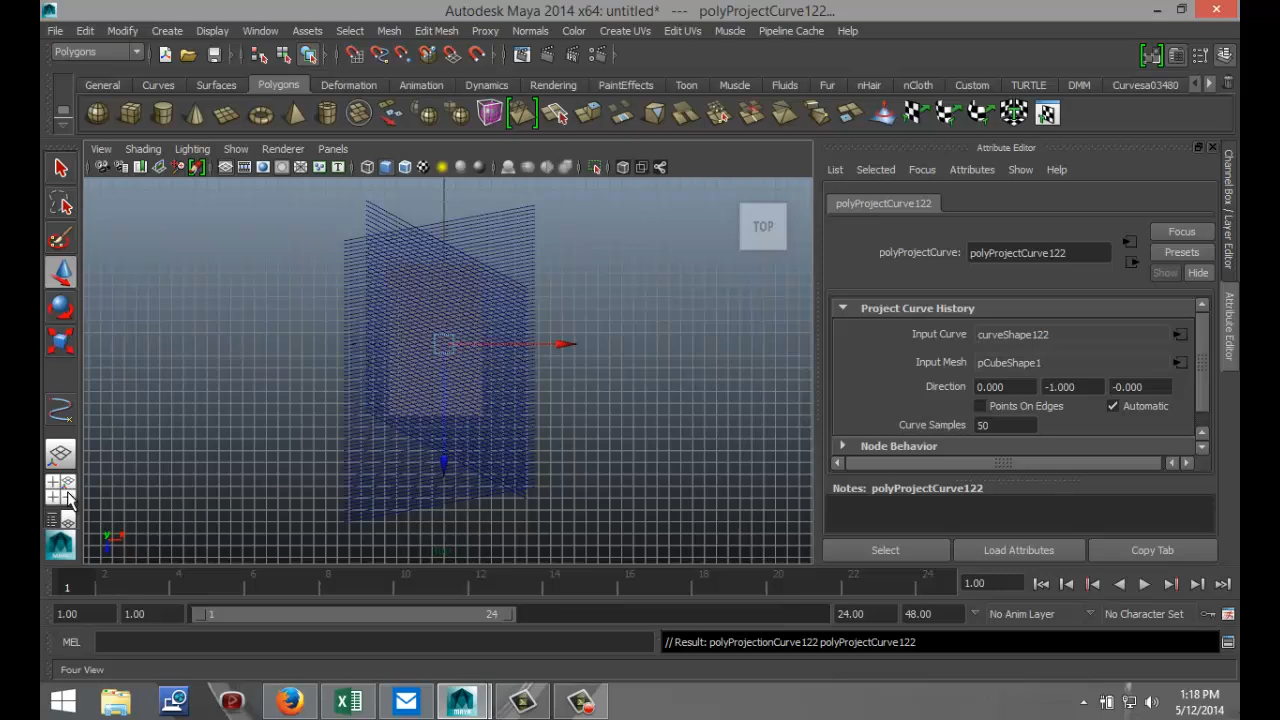 Autodesk Maya 2014 x64: untitled* --- polyProjectCurve122...
File Edit Modify Create Display Window Assets Select Mesh Edit Mesh Proxy Normals Color Create UVs Edit UVs Muscle Pipeline Cache Help
Polygons
General Curves Surfaces Polygons Deformation Animation Dynamics Rendering PaintEffects Toon Muscle Fluids Fur nHair nCloth Custom TURTLE DMM Curvesa03480
View Shading Lighting Show Renderer Panels
Attribute Editor
List Selected Focus Attributes Show Help
polyProjectCurve122
polyProjectCurve: polyProjectCurve122
Focus
Presets
Show Hide
Project Curve History
Input Curve curveShape122
Input Mesh pCubeShape1
Direction 0.000 -1.000 -0.000
Points On Edges Automatic
Curve Samples 50
Node Behavior
Notes: polyProjectCurve122
Select Load Attributes Copy Tab
Channel Box / Layer Editor
Attribute Editor
TOP
y x
1 2 4 6 8 10 12 14 16 18 20 22 24 1.00
1.00 1.00 1 24 24.00 48.00 No Anim Layer No Character Set
MEL // Result: polyProjectionCurve122 polyProjectCurve122
Four View
MAYA
1:18 PM
5/12/2014